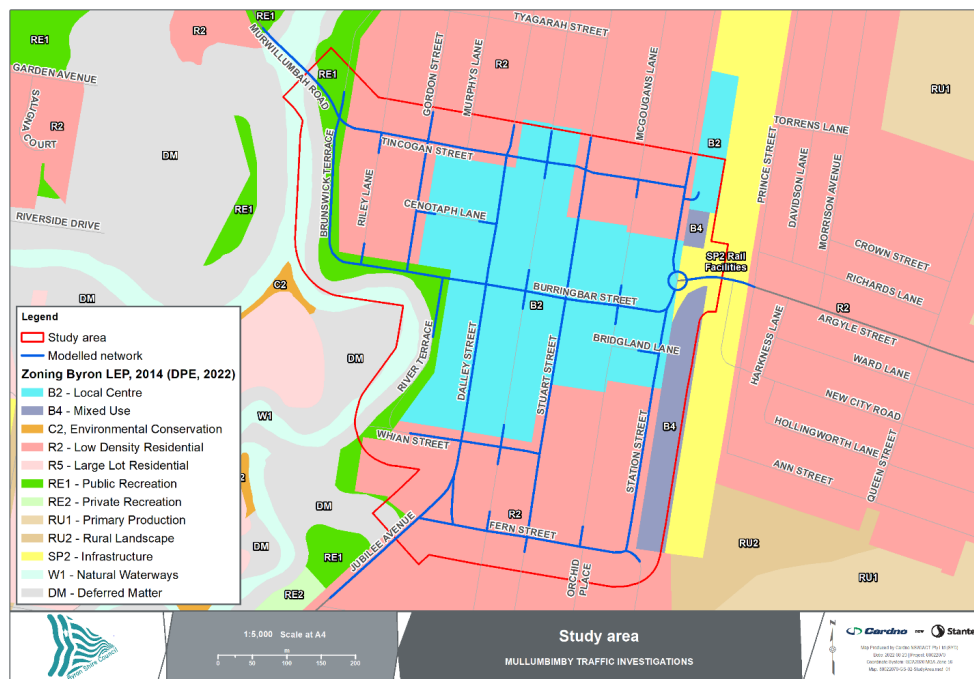 RE1
R2
RE1
TYAGARAH STREET
GARDEN AVENUE
MURWILLUMBAH ROAD
RE1
GORDON STREET
MURPHYS LANE
R2
MCGOUGANS LANE
RU1
SALIGNA COURT
R2
DM
TINCOGAN STREET
B2
PRINCE STREET
TORRENS LANE
BRUNSWICK TERRACE
RILEY LANE
CENOTAPH LANE
DAVIDSON LANE
MORRISON AVENUE
RIVERSIDE DRIVE
RE1
B4
CROWN STREET
SP2 Rail
Facilities
RICHARDS LANE
DM
C2
BURRINGBAR STREET
B2
R2
ARGYLE STREET
DM
RIVER TERRACE
DALLEY STREET
STUART STREET
BRIDGLAND LANE
HARKNESS LANE
WARD LANE
NEW CITY ROAD
W1
WHIAN STREET
STATION STREET
B4
HOLLINGWORTH LANE
QUEEN STREET
ANN STREET
2
DM
DM
R2
FERN STREET
JUBILEE AVENUE
RE1
RE2
ORCHID
PLACE
RU2
RU1
Legend
Study area
Modelled network
Zoning Byron LEP, 2014 (DPE, 2022)
B2 - Local Centre
B4 - Mixed Use
C2, Environmental Conservation
R2 - Low Density Residential
R5 - Large Lot Residential
RE1 - Public Recreation
RE2 - Private Recreation
RU1 - Primary Production
RU2 - Rural Landscape
SP2 - Infrastructure
W1 - Natural Waterways
DM - Deferred Matter
Byron Shire Council
1:5,000 Scale at A4
m
0 50 100 150 200
Study area
MULLUMBIMBY TRAFFIC INVESTIGATIONS
Cardno now Stante